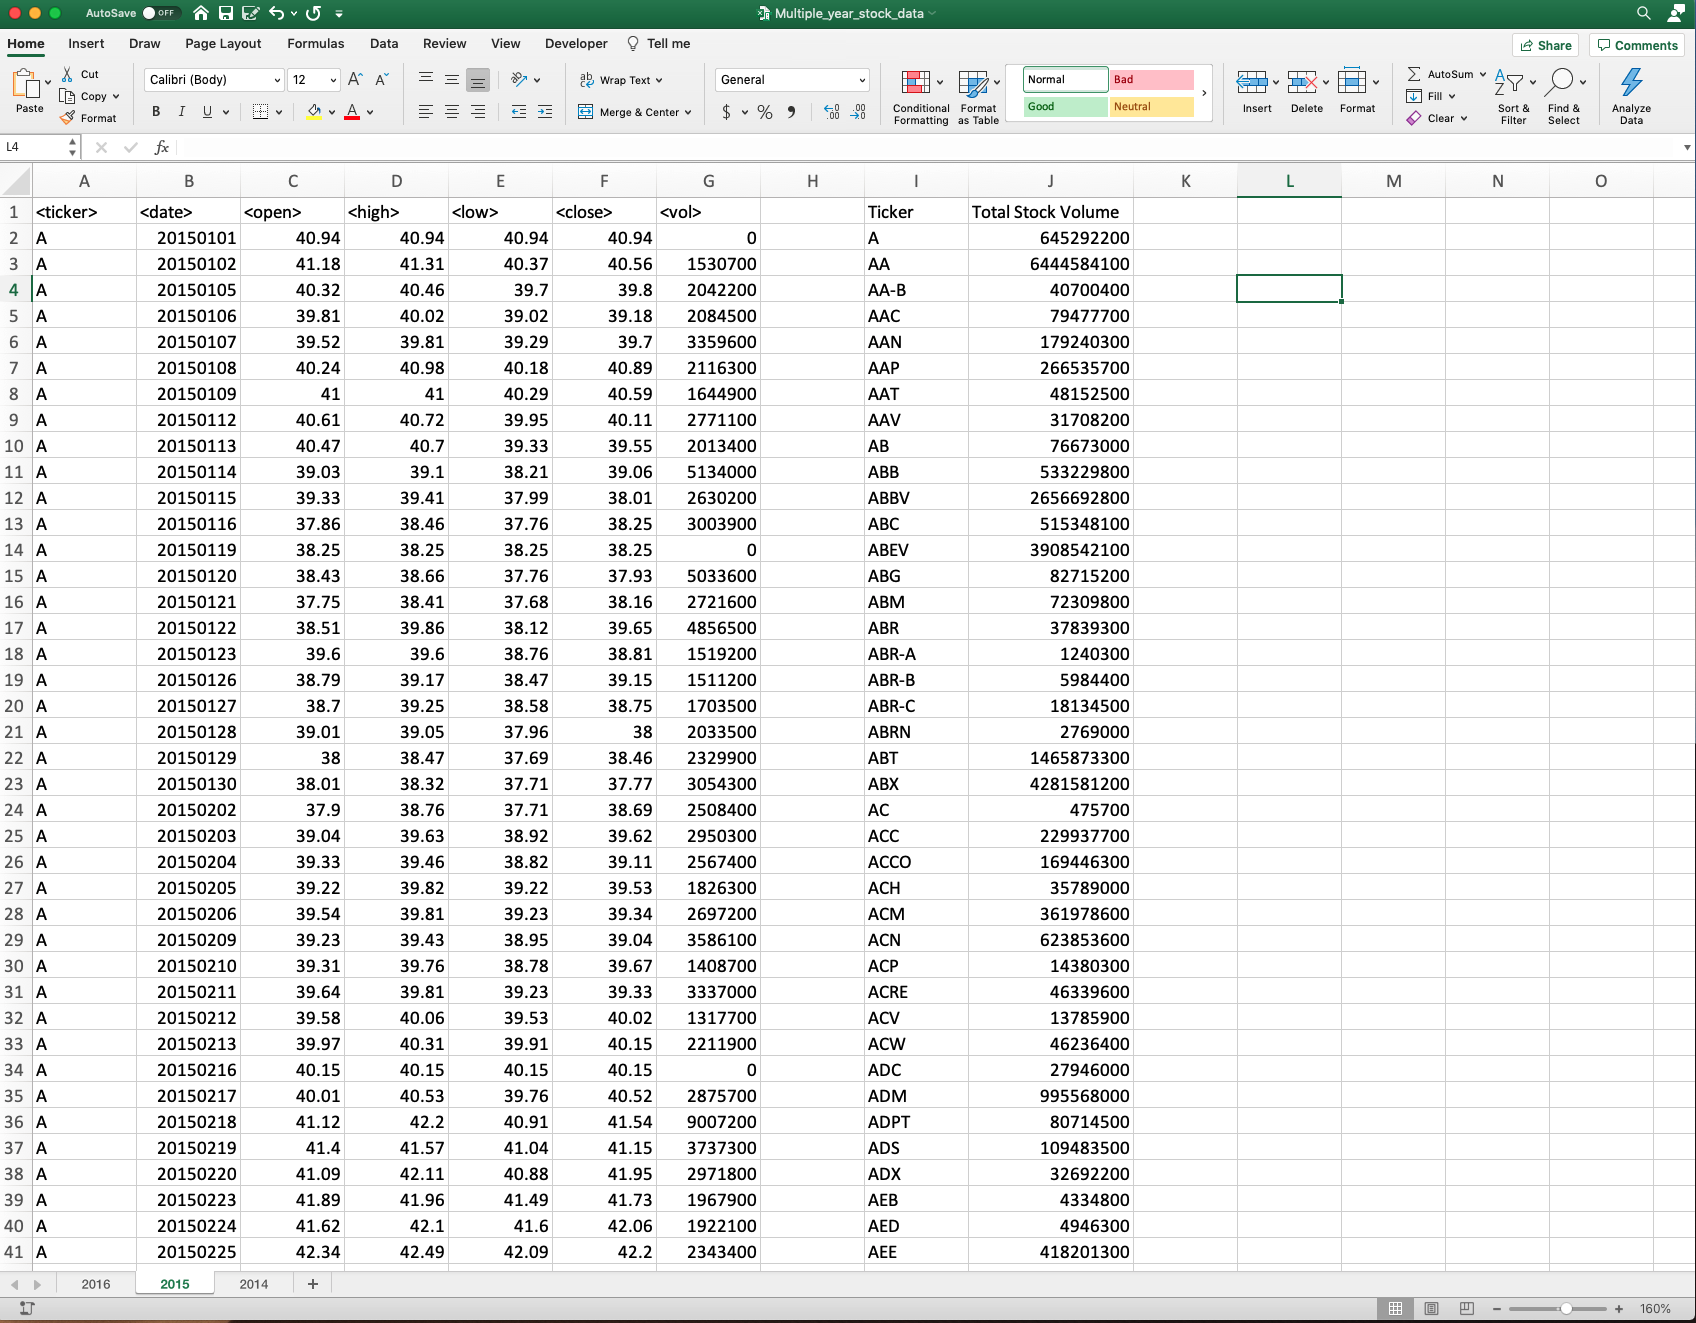 AutoSave OFF Multiple_year_stock_data
Home Insert Draw Page Layout Formulas Data Review View Developer Tell me Share Comments
Paste Cut Copy Format Calibri (Body) 12 A^ A˅ B I U A ab Wrap Text Merge & Center General $ % , Conditional Formatting Format as Table Normal Bad Good Neutral Insert Delete Format AutoSum Fill Clear Sort & Filter Find & Select Analyze Data
L4 fx
A B C D E F G H I J K L M N O
1 <ticker> <date> <open> <high> <low> <close> <vol> Ticker Total Stock Volume
2 A 20150101 40.94 40.94 40.94 40.94 0 A 645292200
3 A 20150102 41.18 41.31 40.37 40.56 1530700 AA 6444584100
4 A 20150105 40.32 40.46 39.7 39.8 2042200 AA-B 40700400
5 A 20150106 39.81 40.02 39.02 39.18 2084500 AAC 79477700
6 A 20150107 39.52 39.81 39.29 39.7 3359600 AAN 179240300
7 A 20150108 40.24 40.98 40.18 40.89 2116300 AAP 266535700
8 A 20150109 41 41 40.29 40.59 1644900 AAT 48152500
9 A 20150112 40.61 40.72 39.95 40.11 2771100 AAV 31708200
10 A 20150113 40.47 40.7 39.33 39.55 2013400 AB 76673000
11 A 20150114 39.03 39.1 38.21 39.06 5134000 ABB 533229800
12 A 20150115 39.33 39.41 37.99 38.01 2630200 ABBV 2656692800
13 A 20150116 37.86 38.46 37.76 38.25 3003900 ABC 515348100
14 A 20150119 38.25 38.25 38.25 38.25 0 ABEV 3908542100
15 A 20150120 38.43 38.66 37.76 37.93 5033600 ABG 82715200
16 A 20150121 37.75 38.41 37.68 38.16 2721600 ABM 72309800
17 A 20150122 38.51 39.86 38.12 39.65 4856500 ABR 37839300
18 A 20150123 39.6 39.6 38.76 38.81 1519200 ABR-A 1240300
19 A 20150126 38.79 39.17 38.47 39.15 1511200 ABR-B 5984400
20 A 20150127 38.7 39.25 38.58 38.75 1703500 ABR-C 18134500
21 A 20150128 39.01 39.05 37.96 38 2033500 ABRN 2769000
22 A 20150129 38 38.47 37.69 38.46 2329900 ABT 1465873300
23 A 20150130 38.01 38.32 37.71 37.77 3054300 ABX 4281581200
24 A 20150202 37.9 38.76 37.71 38.69 2508400 AC 475700
25 A 20150203 39.04 39.63 38.92 39.62 2950300 ACC 229937700
26 A 20150204 39.33 39.46 38.82 39.11 2567400 ACCO 169446300
27 A 20150205 39.22 39.82 39.22 39.53 1826300 ACH 35789000
28 A 20150206 39.54 39.81 39.23 39.34 2697200 ACM 361978600
29 A 20150209 39.23 39.43 38.95 39.04 3586100 ACN 623853600
30 A 20150210 39.31 39.76 38.78 39.67 1408700 ACP 14380300
31 A 20150211 39.64 39.81 39.23 39.33 3337000 ACRE 46339600
32 A 20150212 39.58 40.06 39.53 40.02 1317700 ACV 13785900
33 A 20150213 39.97 40.31 39.91 40.15 2211900 ACW 46236400
34 A 20150216 40.15 40.15 40.15 40.15 0 ADC 27946000
35 A 20150217 40.01 40.53 39.76 40.52 2875700 ADM 995568000
36 A 20150218 41.12 42.2 40.91 41.54 9007200 ADPT 80714500
37 A 20150219 41.4 41.57 41.04 41.15 3737300 ADS 109483500
38 A 20150220 41.09 42.11 40.88 41.95 2971800 ADX 32692200
39 A 20150223 41.89 41.96 41.49 41.73 1967900 AEB 4334800
40 A 20150224 41.62 42.1 41.6 42.06 1922100 AED 4946300
41 A 20150225 42.34 42.49 42.09 42.2 2343400 AEE 418201300
2016 2015 2014 +
160%